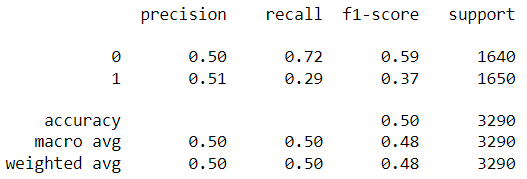 precision recall f1-score support
0 0.50 0.72 0.59 1640
1 0.51 0.29 0.37 1650
accuracy 0.50 3290
macro avg 0.50 0.50 0.48 3290
weighted avg 0.50 0.50 0.48 3290